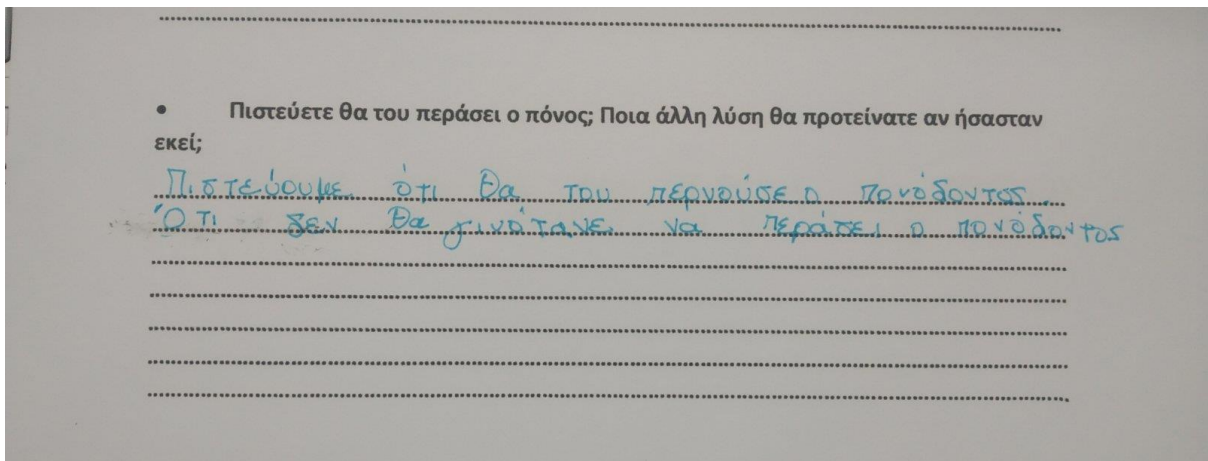 • Πιστεύετε θα του περάσει ο πόνος; Ποια άλλη λύση θα προτείνατε αν ήσασταν
εκεί;
Πιστεύουμε ότι θα του περνούσε ο πονόδοντος.
Ότι δεν θα γινότανε να περάσει ο πονόδοντος